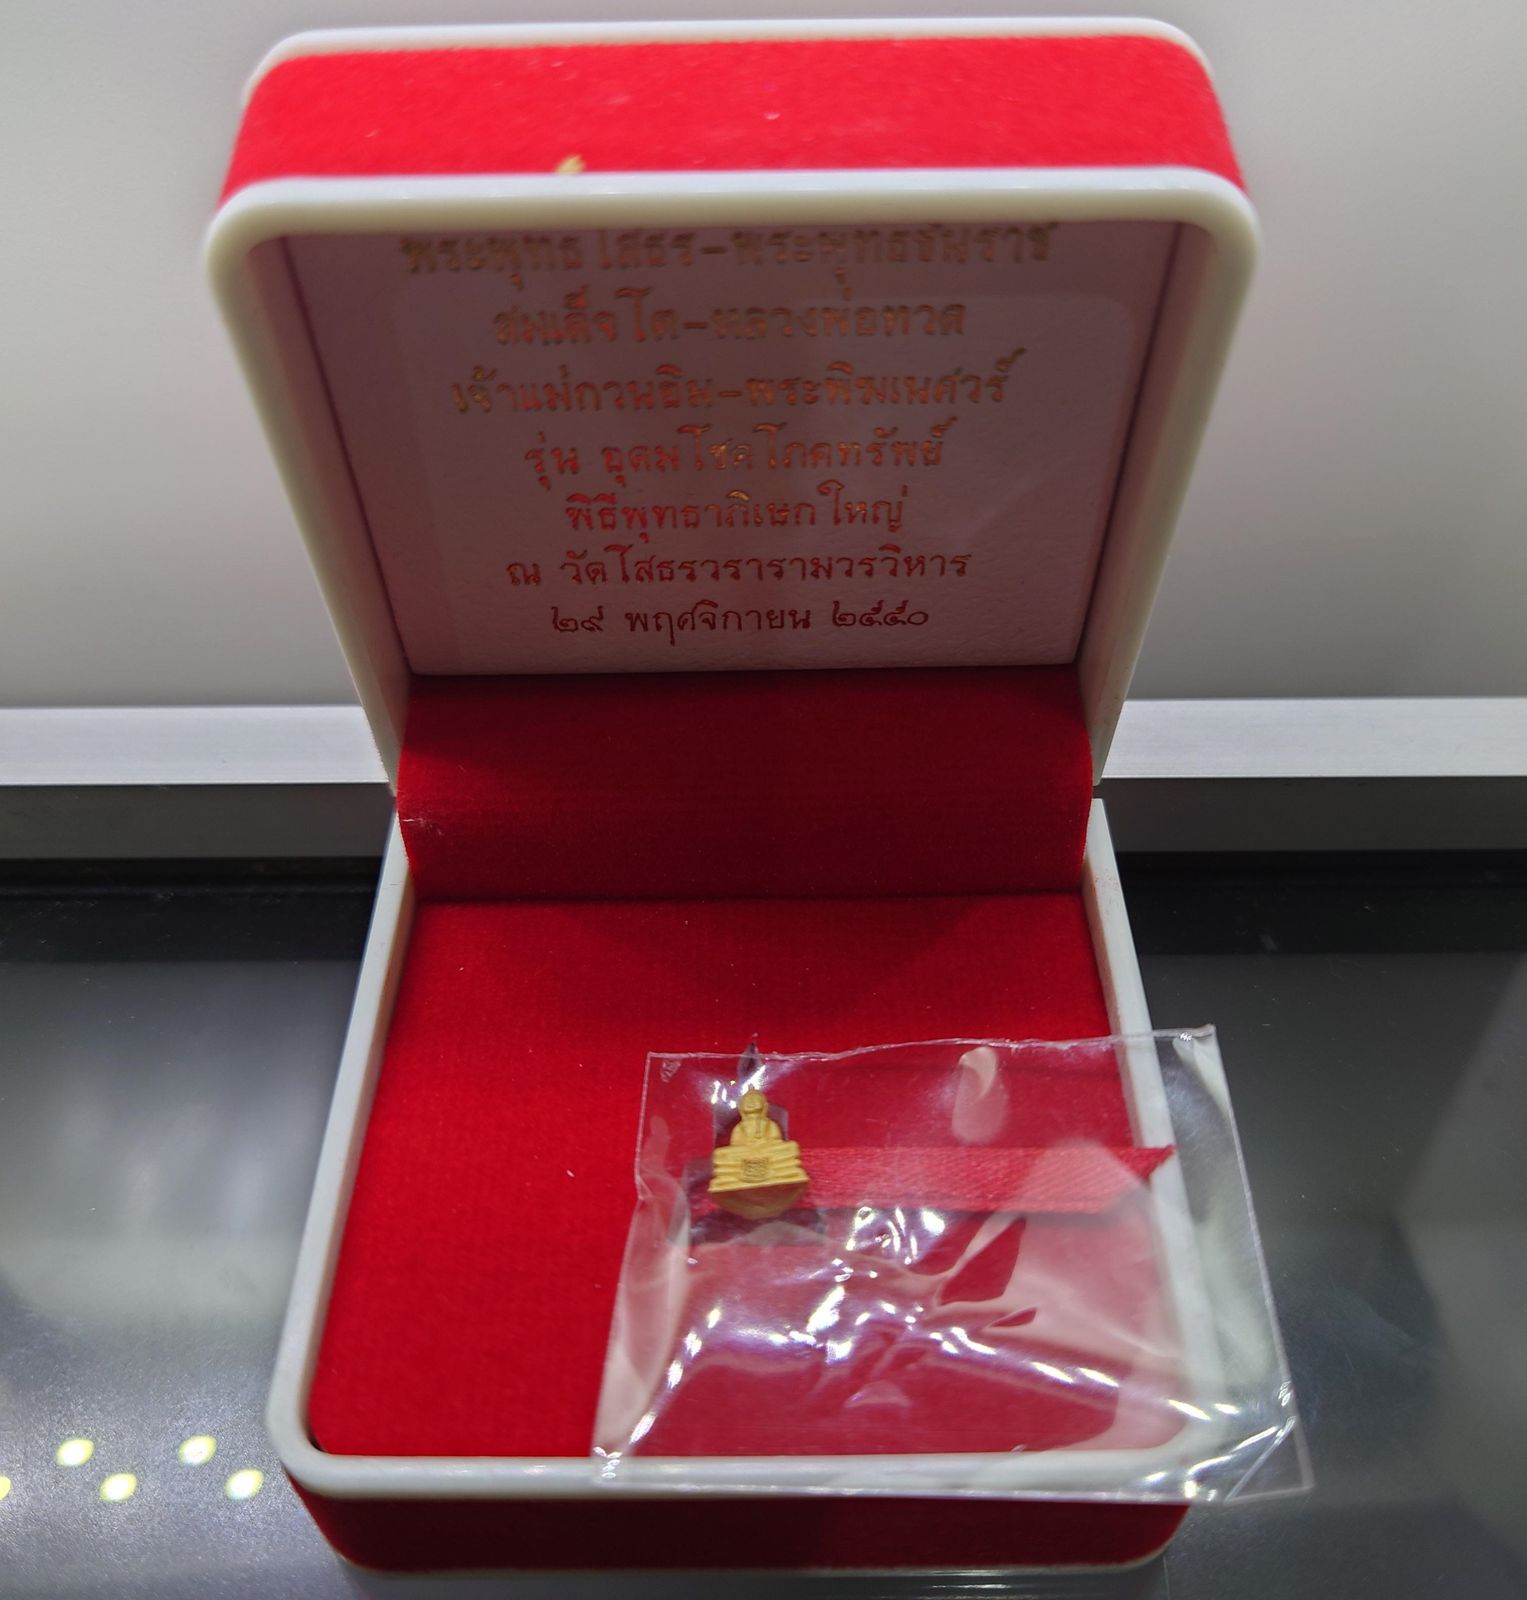 พระพุทธโสธร-พระพุทธชินราช
สมเด็จโต-หลวงพ่อทวด
เจ้าแม่กวนอิม-พระพิฆเนศวร์
รุ่น อุดมโชคโภคทรัพย์
พิธีพุทธาภิเษกใหญ่
ณ วัดโสธรวรารามวรวิหาร
๒๙ พฤศจิกายน ๒๕๕๐